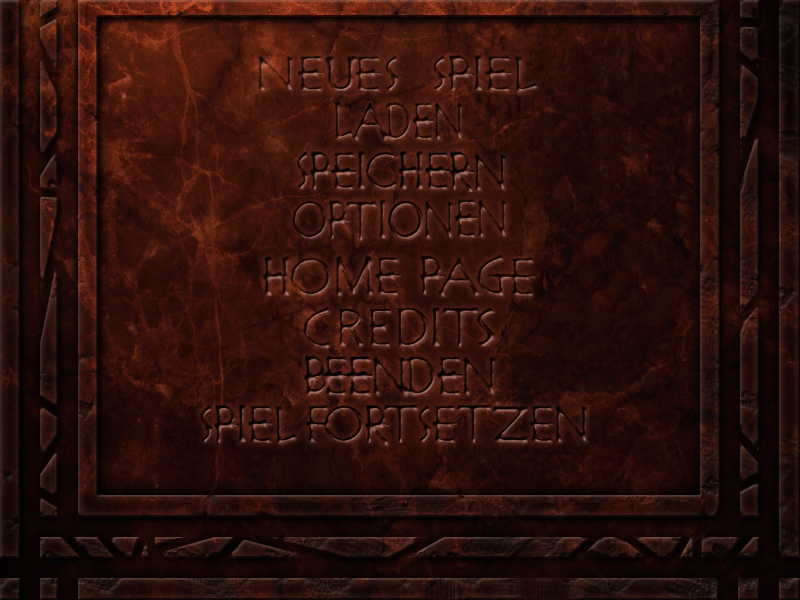 NEUES SPIEL
LADEN
SPEICHERN
OPTIONEN
HOME PAGE
CREDITS
BEENDEN
SPIEL FORTSETZEN